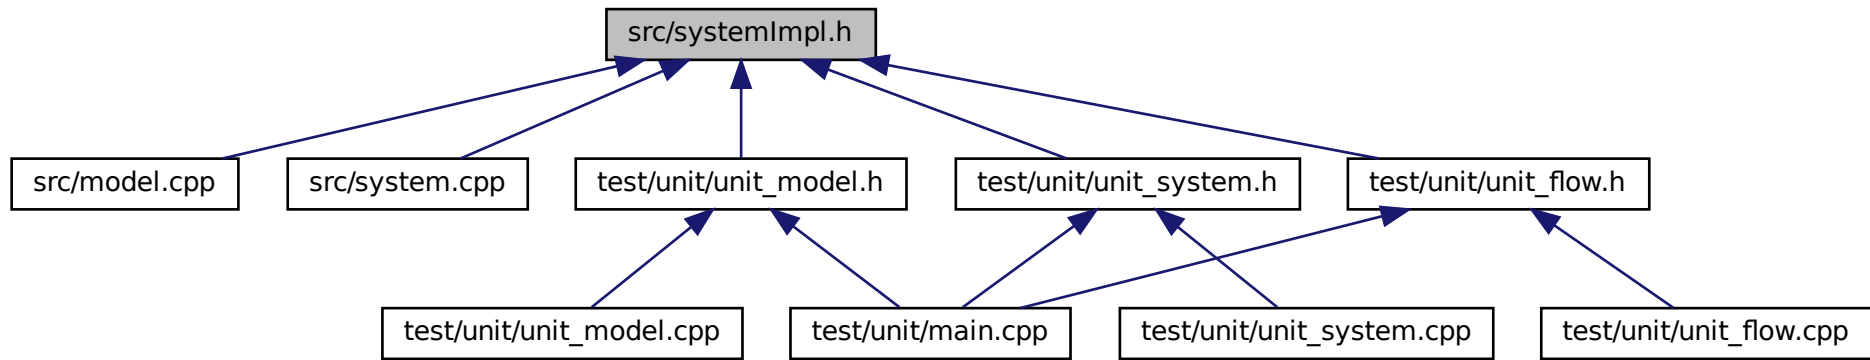 src/systemImpl.h
src/model.cpp
src/system.cpp
test/unit/unit_model.h
test/unit/unit_system.h
test/unit/unit_flow.h
test/unit/unit_model.cpp
test/unit/main.cpp
test/unit/unit_system.cpp
test/unit/unit_flow.cpp